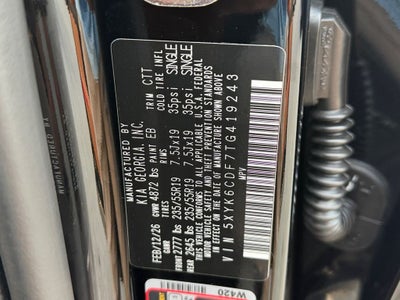 MANUFACTURED BY
KIA GEORGIA, INC.
FEB/12/26 4872 lbs PAINT EB TRIM CTT
GAWR RIMS COLD TIRE INFL
FRONT 2777 lbs 235/55R19 7.5Jx19 35psi SINGLE
REAR 2645 lbs 235/55R19 7.5Jx19 35psi SINGLE
THIS VEHICLE CONFORMS TO ALL APPLICABLE U.S. FEDERAL
MOTOR VEHICLE SAFETY, BUMPER AND THEFT PREVENTION STANDARDS
IN EFFECT ON THE DATE OF MANUFACTURE SHOWN ABOVE
VIN 5XYK6CDF7TG419243
MPV
W420